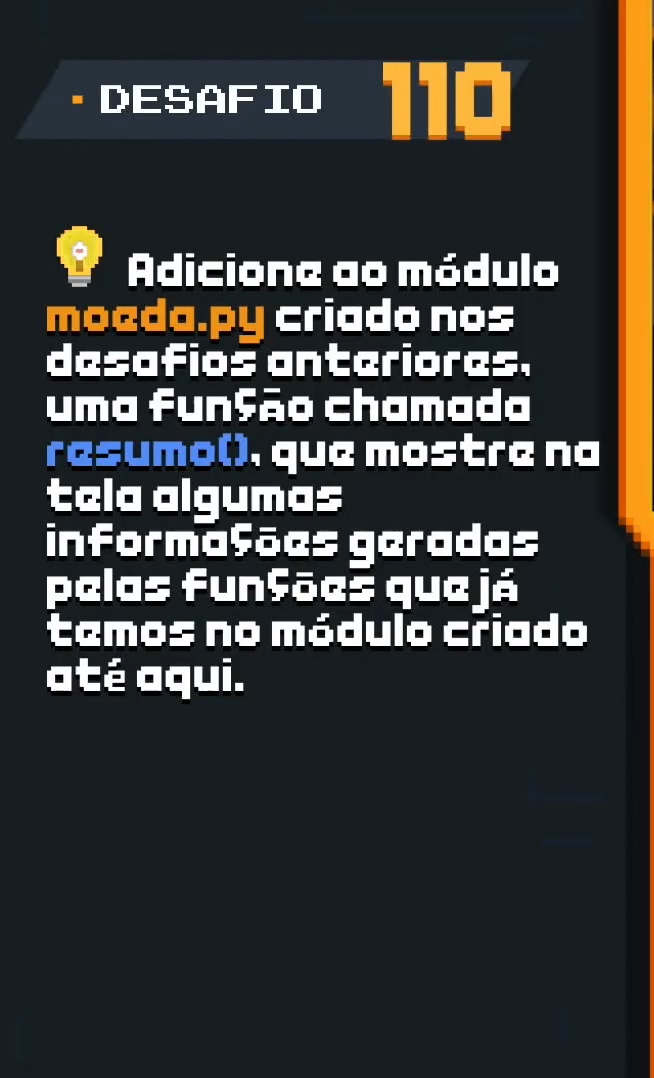 DESAFIO 110
Adicione ao módulo
moeda.py criado nos
desafios anteriores,
uma função chamada
resumo(), que mostre na
tela algumas
informações geradas
pelas funções que já
temos no módulo criado
até aqui.